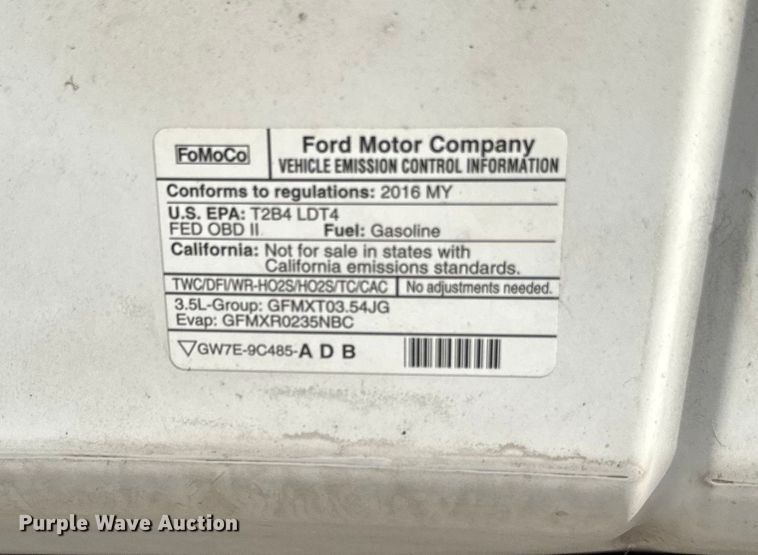 FoMoCo
Ford Motor Company
VEHICLE EMISSION CONTROL INFORMATION
Conforms to regulations: 2016 MY
U.S. EPA: T2B4 LDT4
FED OBD II Fuel: Gasoline
California: Not for sale in states with
California emissions standards.
TWC/DFI/WR-HO2S/HO2S/TC/CAC No adjustments needed.
3.5L-Group: GFMXT03.54JG
Evap: GFMXR0235NBC
GW7E-9C485-A D B
Purple Wave Auction